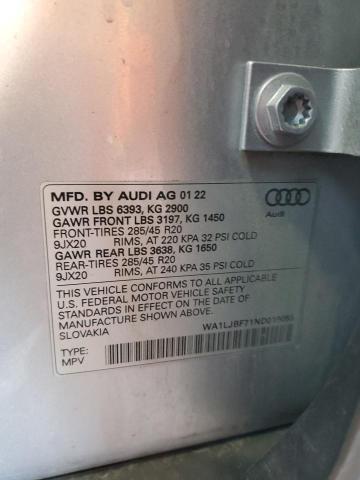 MFD. BY AUDI AG 01 22
GVWR LBS 6393, KG 2900
GAWR FRONT LBS 3197, KG 1450
FRONT-TIRES 285/45 R20
9JX20 RIMS, AT 220 KPA 32 PSI COLD
GAWR REAR LBS 3638, KG 1650
REAR-TIRES 285/45 R20
9JX20 RIMS, AT 240 KPA 35 PSI COLD
THIS VEHICLE CONFORMS TO ALL APPLICABLE
U.S. FEDERAL MOTOR VEHICLE SAFETY
STANDARDS IN EFFECT ON THE DATE OF
MANUFACTURE SHOWN ABOVE.
SLOVAKIA
TYPE:
MPV
Audi